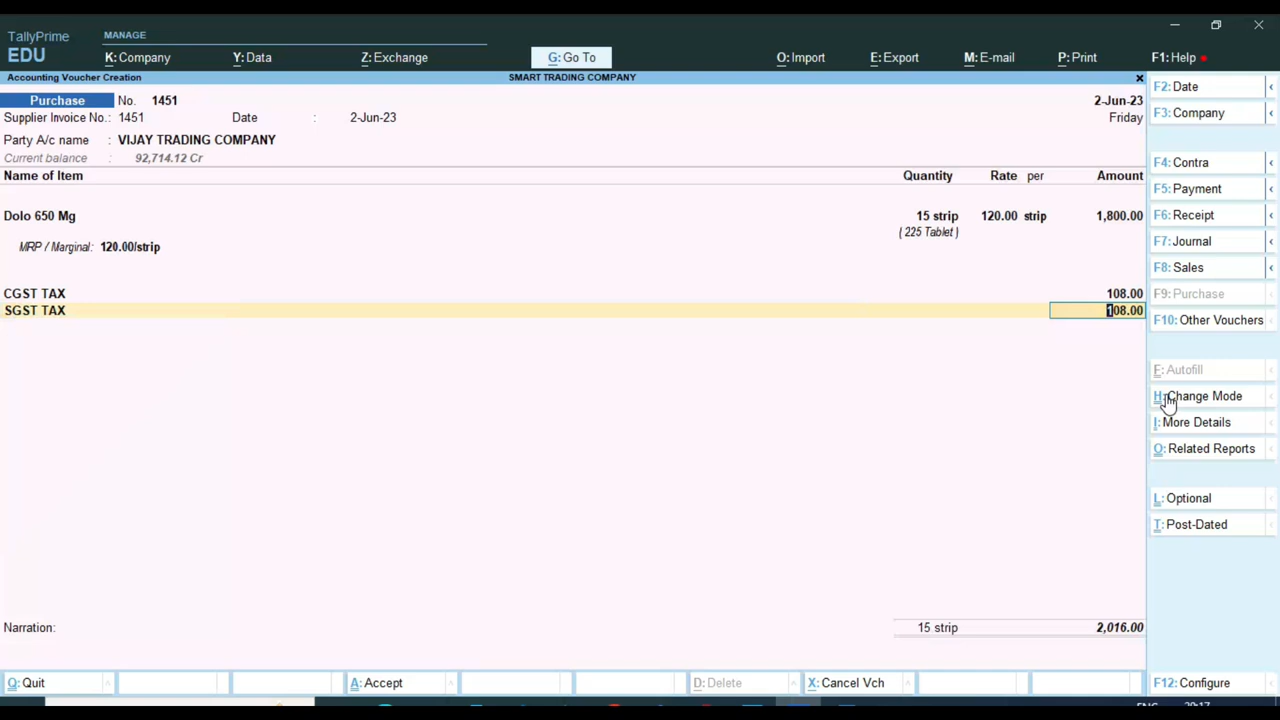 TallyPrime
EDU
MANAGE
K: Company
Y: Data
Z: Exchange
G: Go To
O: Import
E: Export
M: E-mail
P: Print
F1: Help
Accounting Voucher Creation
SMART TRADING COMPANY
×
Purchase No. 1451 2-Jun-23
Supplier Invoice No.: 1451 Date : 2-Jun-23 Friday
Party A/c name : VIJAY TRADING COMPANY
Current balance : 92,714.12 Cr
Name of Item Quantity Rate per Amount
Dolo 650 Mg 15 strip 120.00 strip 1,800.00
( 225 Tablet )
MRP / Marginal: 120.00/strip
CGST TAX 108.00
SGST TAX 108.00
Narration: 15 strip 2,016.00
F2: Date
F3: Company
F4: Contra
F5: Payment
F6: Receipt
F7: Journal
F8: Sales
F9: Purchase
F10: Other Vouchers
F: Autofill
H: Change Mode
I: More Details
O: Related Reports
L: Optional
T: Post-Dated
Q: Quit
A: Accept
D: Delete
X: Cancel Vch
F12: Configure